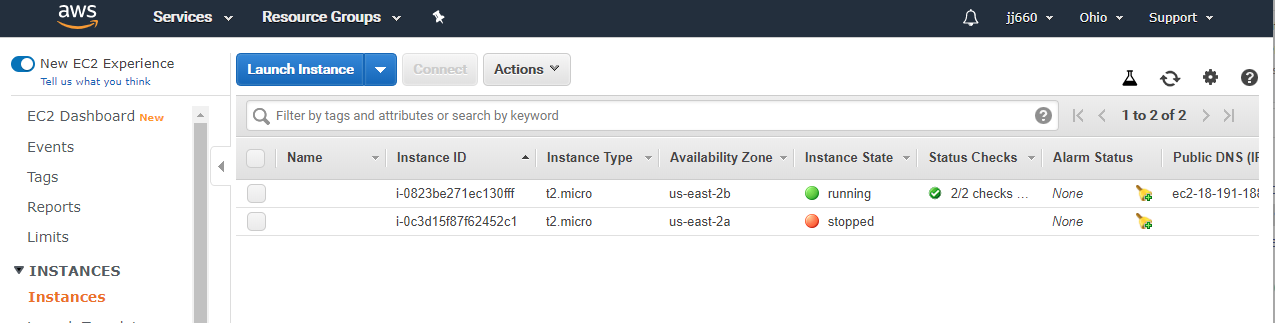 aws Services Resource Groups jj660 Ohio Support
New EC2 Experience
Tell us what you think
Launch Instance Connect Actions
EC2 Dashboard New
Events
Tags
Reports
Limits
INSTANCES
Instances
Filter by tags and attributes or search by keyword 1 to 2 of 2
Name Instance ID Instance Type Availability Zone Instance State Status Checks Alarm Status Public DNS (IP
i-0823be271ec130fff t2.micro us-east-2b running 2/2 checks ... None ec2-18-191-188
i-0c3d15f87f62452c1 t2.micro us-east-2a stopped None